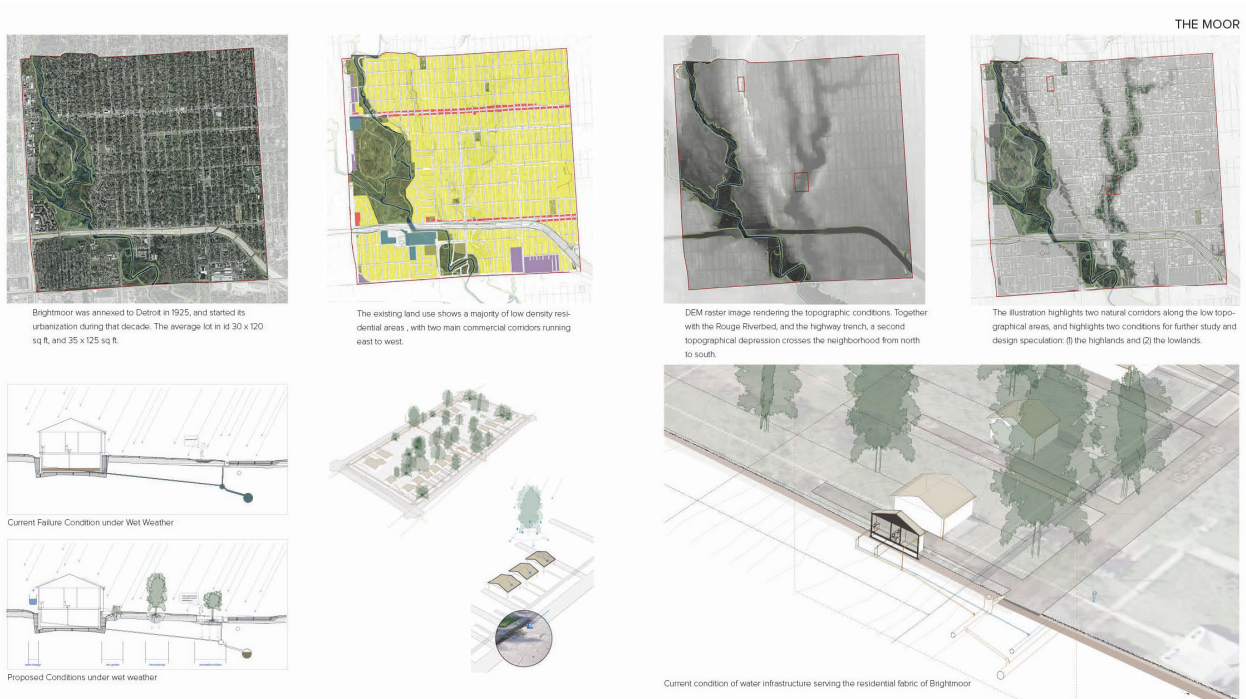 THE MOOR
Brightmoor was annexed to Detroit in 1925, and started its
urbanization during that decade. The average lot in id 30 x 120
sq ft, and 35 x 125 sq ft.
The existing land use shows a majority of low density resi-
dential areas , with two main commercial corridors running
east to west.
DEM raster image rendering the topographic conditions. Together
with the Rouge Riverbed, and the highway trench, a second
topographical depression crosses the neighborhood from north
to south.
The illustration highlights two natural corridors along the low topo-
graphical areas, and highlights two conditions for further study and
design speculation: (1) the highlands and (2) the lowlands.
Current Failure Condition under Wet Weather
Proposed Conditions under wet weather
Current condition of water infrastructure serving the residential fabric of Brightmoor